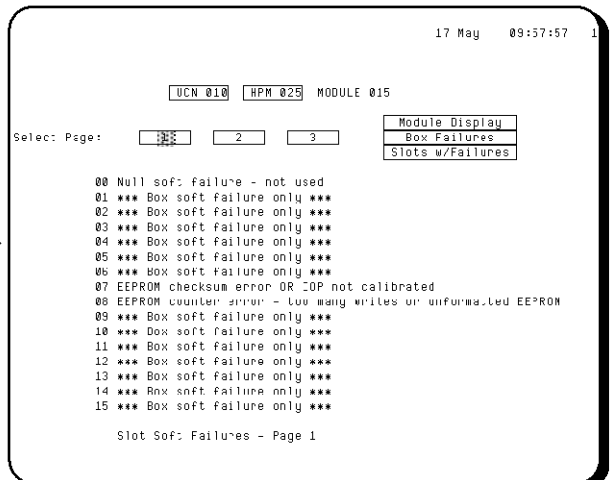 17 May 09:57:57 1
UCN 010 HPM 025 MODULE 015
Module Display
Select Page: 1 2 3 Box Failures
Slots w/Failures
00 Null soft failure - not used
01 *** Box soft failure only ***
02 *** Box soft failure only ***
03 *** Box soft failure only ***
04 *** Box soft failure only ***
05 *** Box soft failure only ***
06 *** Box soft failure only ***
07 EEPROM checksum error OR IOP not calibrated
08 EEPROM counter error - too many writes or unformatted EEPROM
09 *** Box soft failure only ***
10 *** Box soft failure only ***
11 *** Box soft failure only ***
12 *** Box soft failure only ***
13 *** Box soft failure only ***
14 *** Box soft failure only ***
15 *** Box soft failure only ***
Slot Soft Failures - Page 1